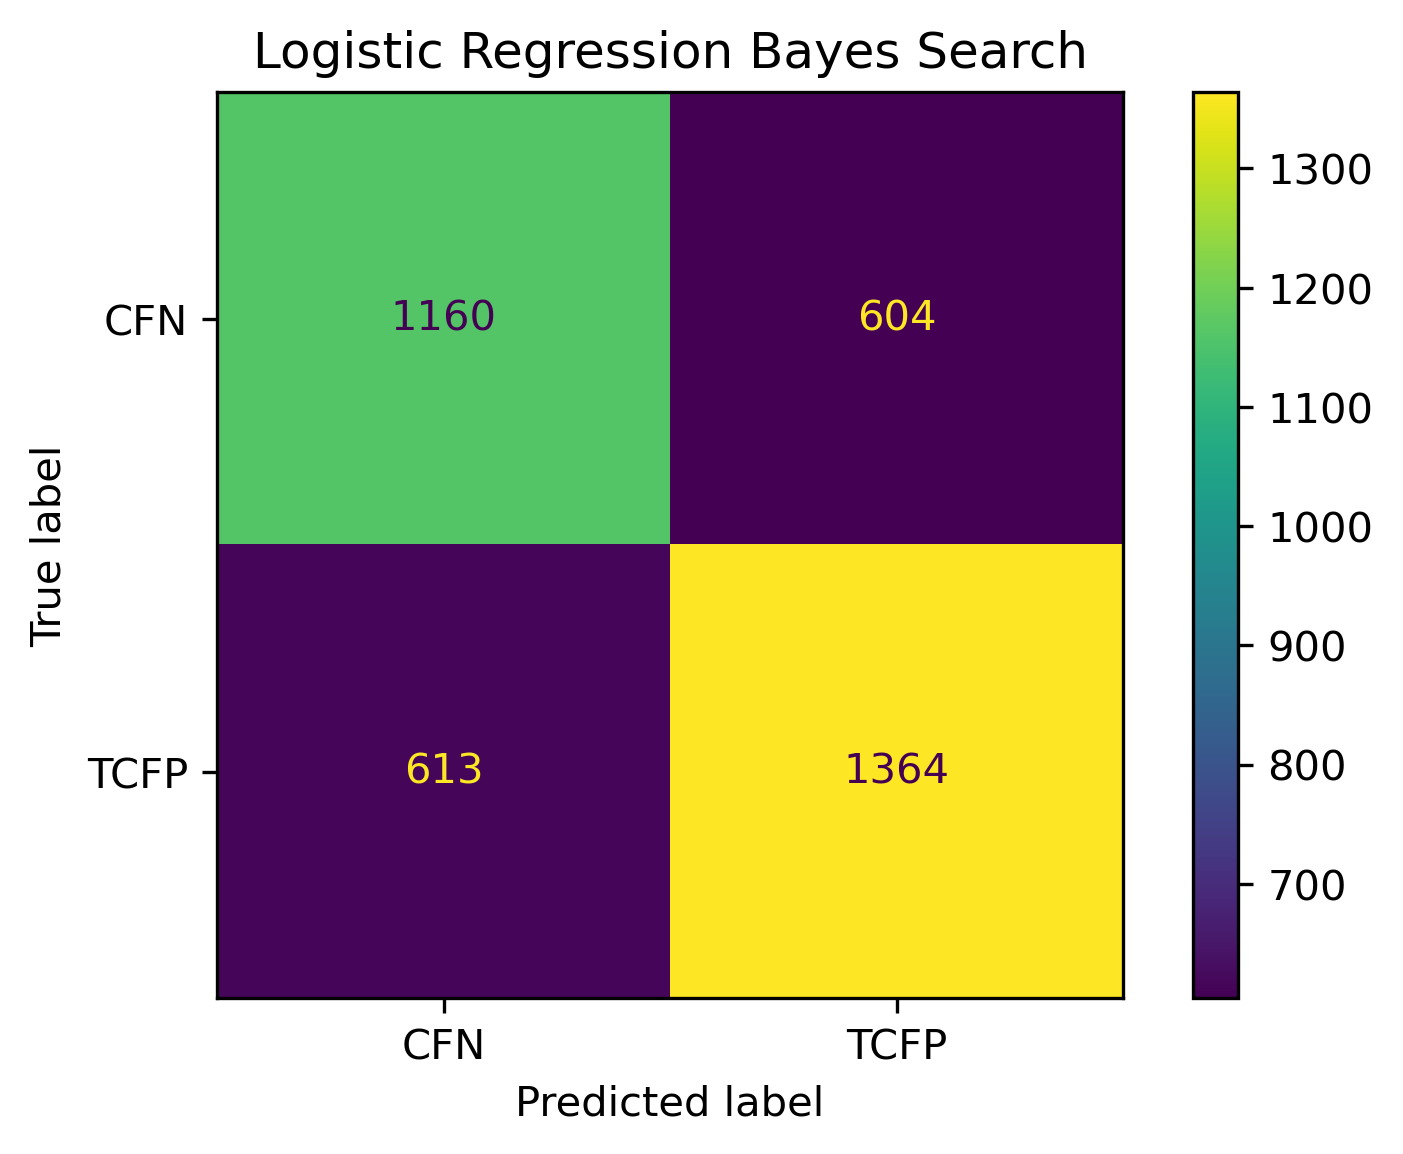 Logistic Regression Bayes Search
True label
CFN
TCFP
1160
604
613
1364
CFN
TCFP
Predicted label
1300
1200
1100
1000
900
800
700